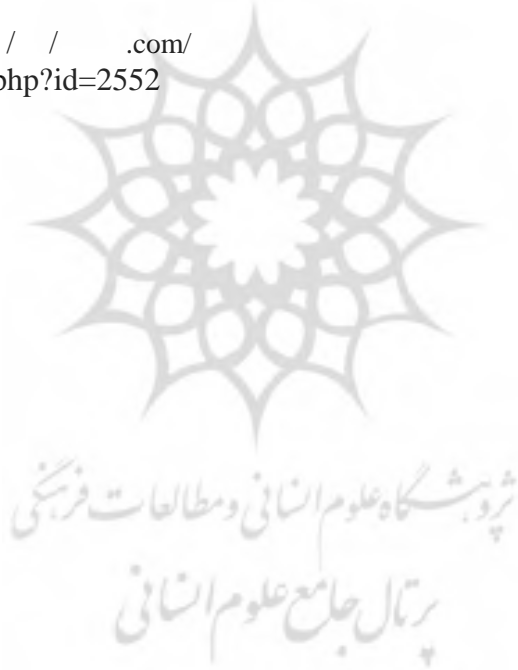 / / .com/
php?id=2552
پژوهشگاه علوم انسانی و مطالعات فرهنگی
پرتال جامع علوم انسانی